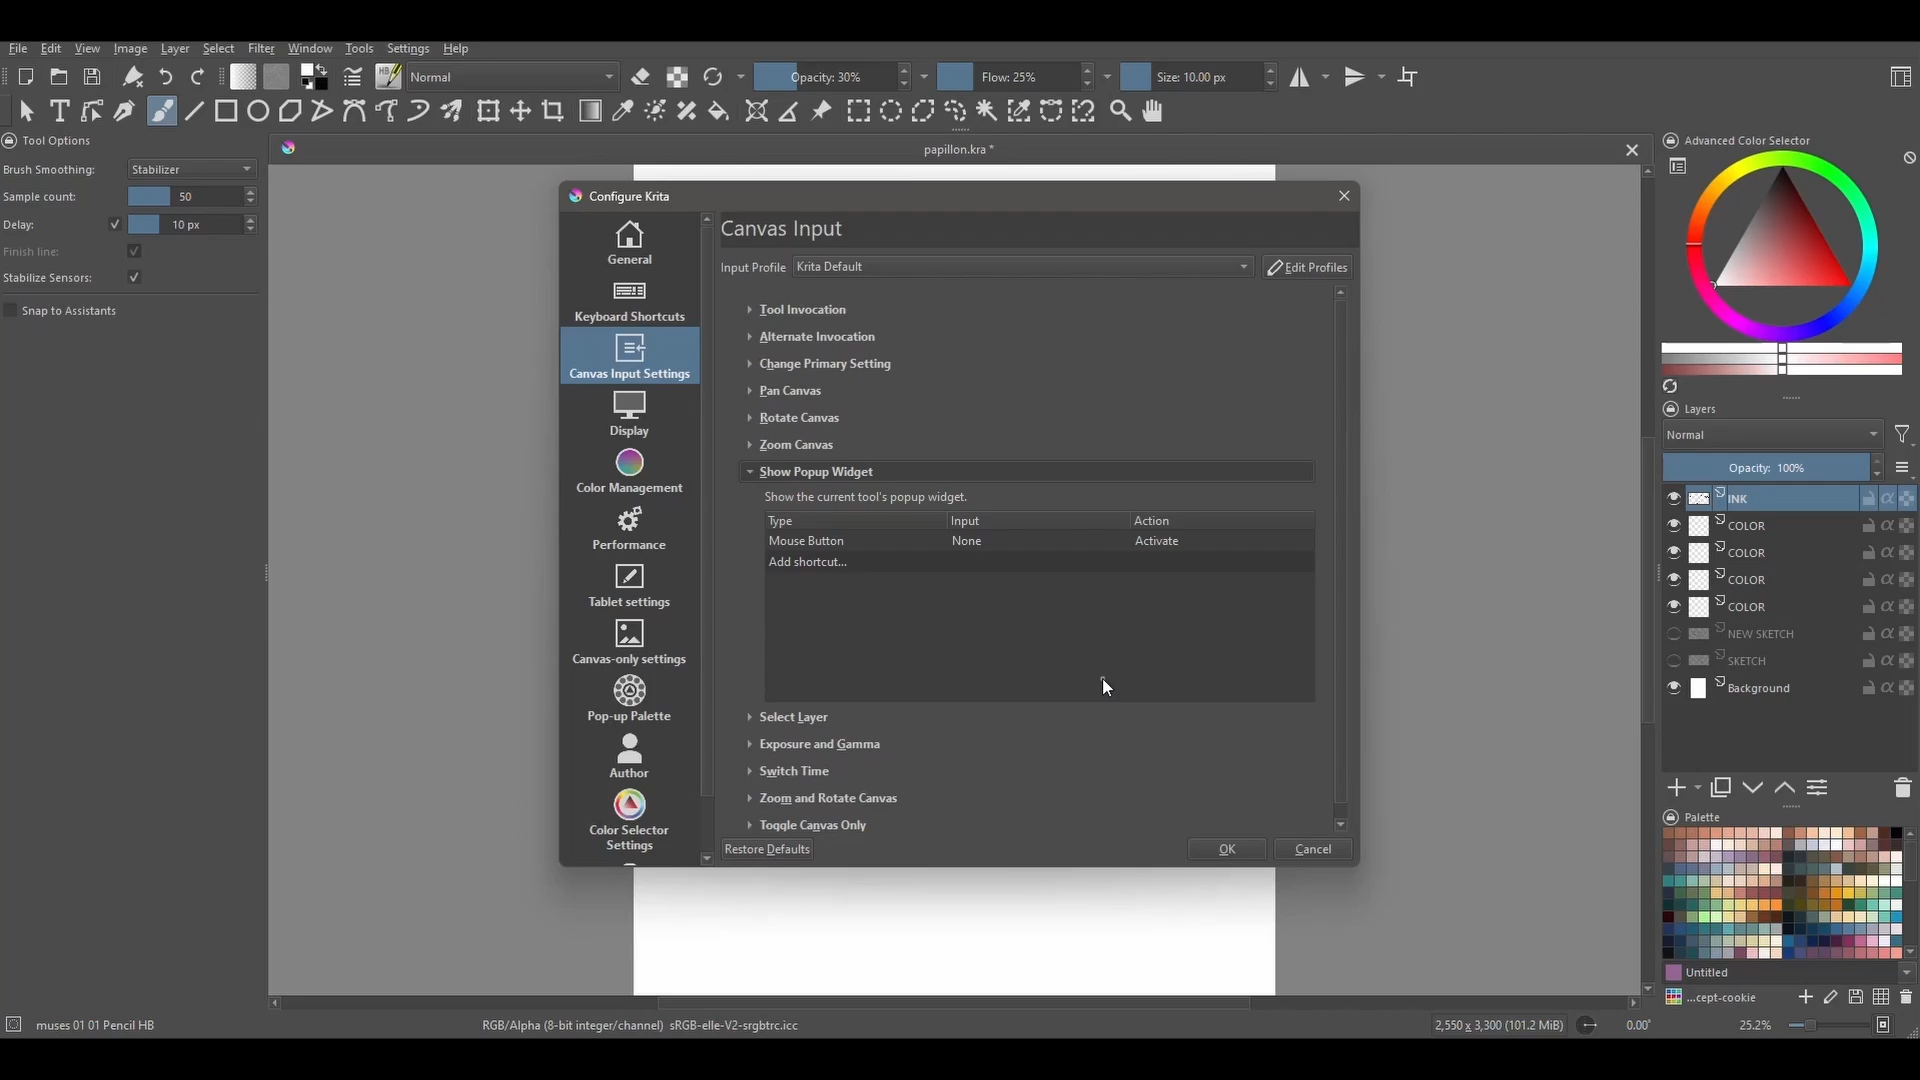 File Edit View Image Layer Select Filter Window Tools Settings Help
Normal Opacity: 30% Flow: 25% Size: 10.00 px
Tool Options
Brush Smoothing: Stabilizer
Sample count: 50
Delay: 10 px
Finish line:
Stabilize Sensors:
Snap to Assistants
papillon.kra *
Configure Krita
General
Keyboard Shortcuts
Canvas Input Settings
Display
Color Management
Performance
Tablet settings
Canvas-only settings
Pop-up Palette
Author
Color Selector
Settings
Canvas Input
Input Profile Krita Default Edit Profiles
Tool Invocation
Alternate Invocation
Change Primary Setting
Pan Canvas
Rotate Canvas
Zoom Canvas
Show Popup Widget
Show the current tool's popup widget.
Type Input Action
Mouse Button None Activate
Add shortcut...
Select Layer
Exposure and Gamma
Switch Time
Zoom and Rotate Canvas
Toggle Canvas Only
Restore Defaults OK Cancel
Advanced Color Selector
Layers
Normal
Opacity: 100%
INK
COLOR
COLOR
COLOR
COLOR
NEW SKETCH
SKETCH
Background
Palette
Untitled
...cept-cookie
muses 01 01 Pencil HB RGB/Alpha (8-bit integer/channel) sRGB-elle-V2-srgbtrc.icc 2,550 x 3,300 (101.2 MiB) 0.00° 25.2%